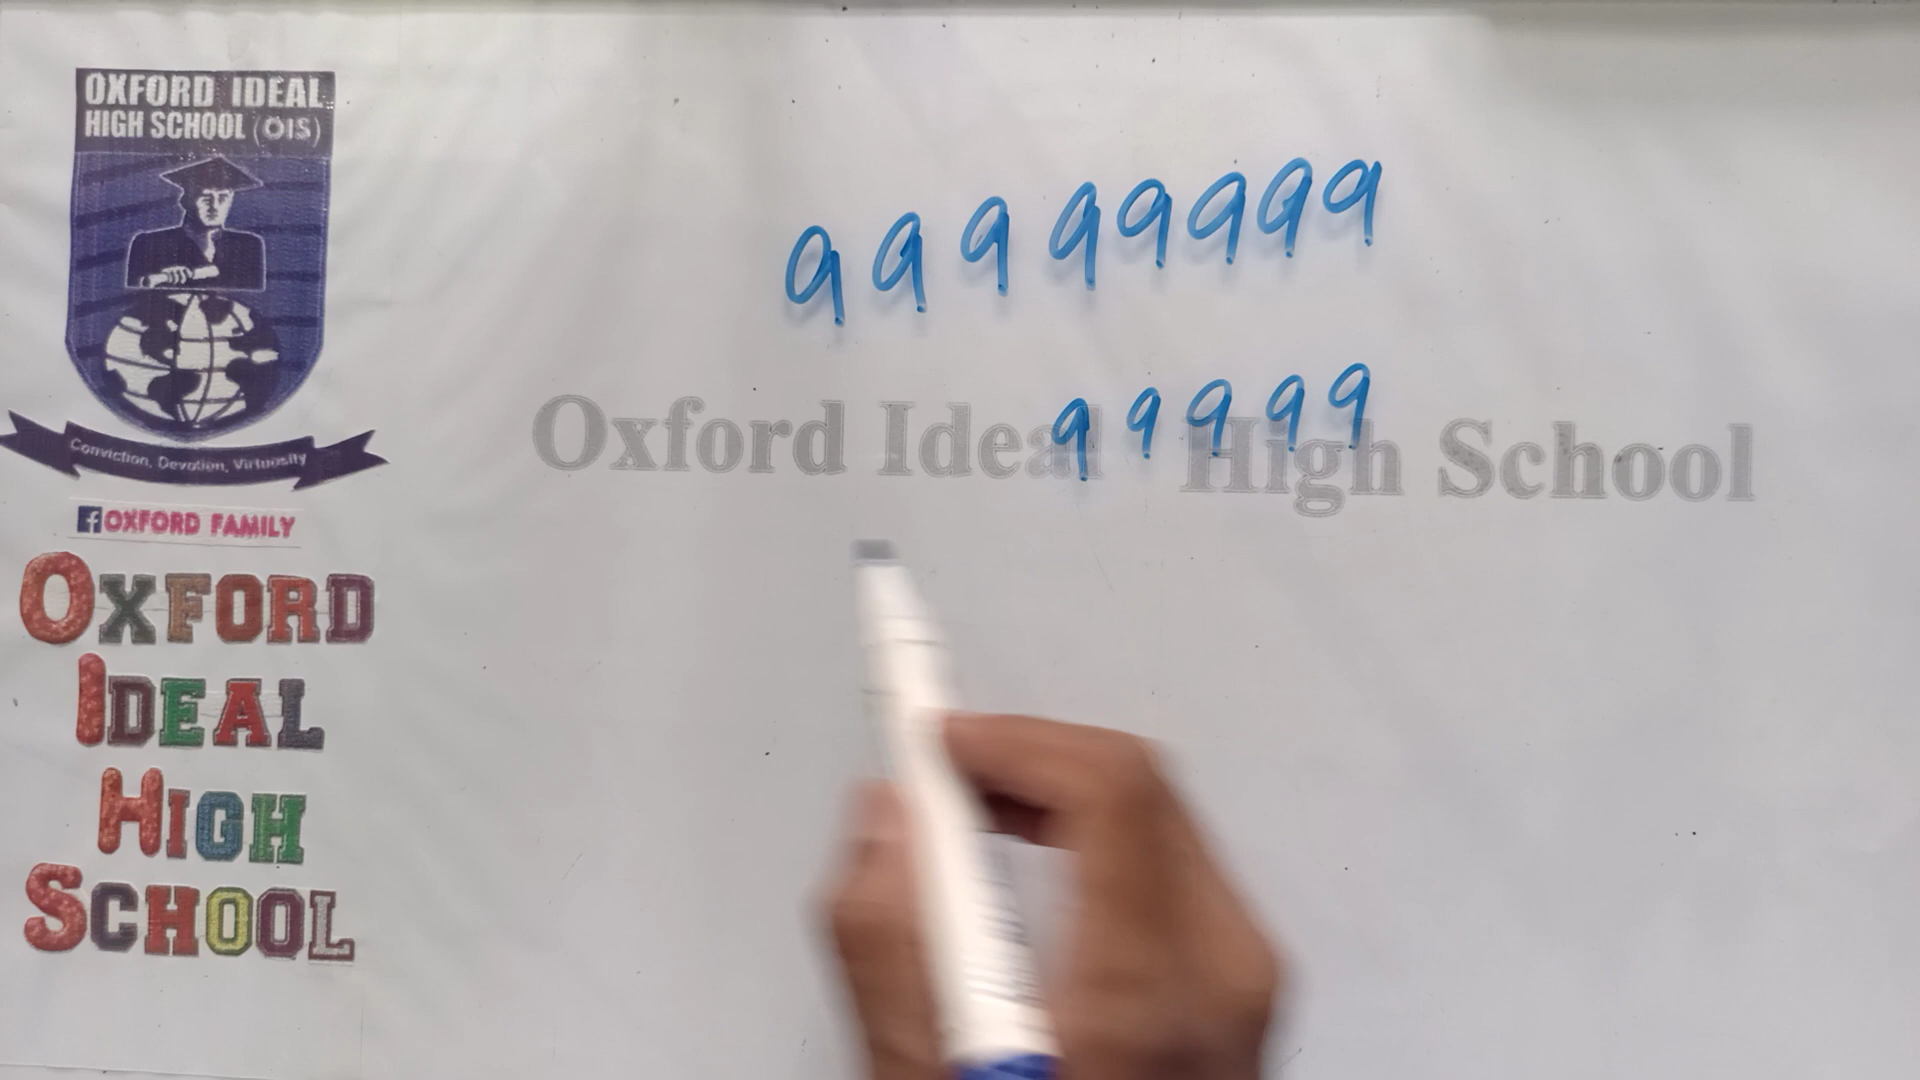 OXFORD IDEAL
HIGH SCHOOL (OIS)
Conviction, Devotion, Virtuosity
f OXFORD FAMILY
OXFORD
IDEAL
HIGH
SCHOOL
99999999
99999
Oxford Ideal High School